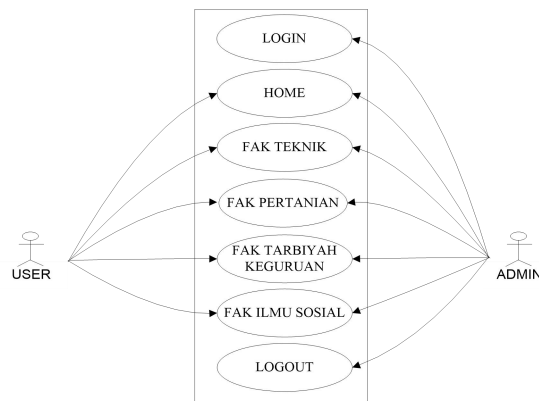 LOGIN
HOME
FAK TEKNIK
FAK PERTANIAN
FAK TARBIYAH
KEGURUAN
USER
ADMIN
FAK ILMU SOSIAL
LOGOUT